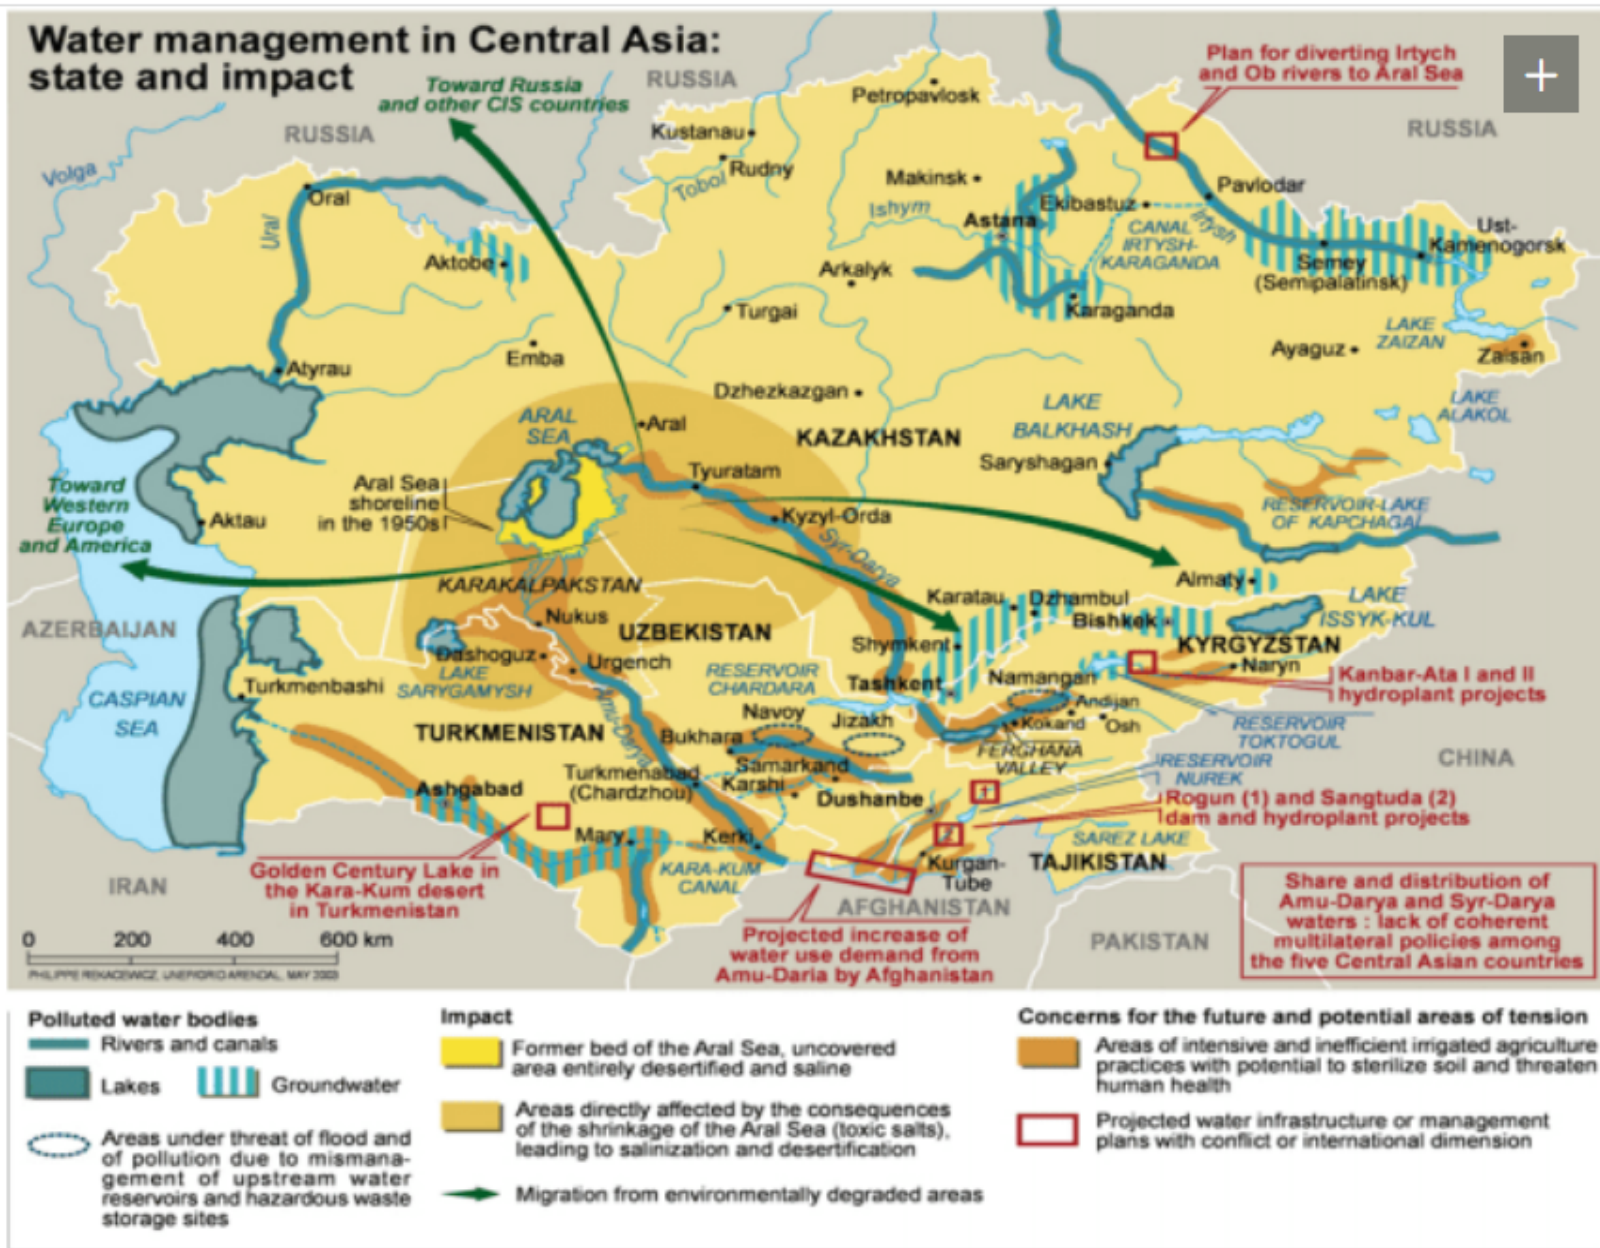 Water management in Central Asia:
state and impact
Toward Russia
and other CIS countries
RUSSIA
RUSSIA
Plan for diverting Irtych
and Ob rivers to Aral Sea
+
RUSSIA
Petropavlosk
Kustanau
Rudny
Tobol
Volga
Oral
Ural
Makinsk
Ishym
Astana
Ekibastuz
Pavlodar
Irtysh
CANAL
IRTYSH-
KARAGANDA
Ust-
Kamenogorsk
Semey
(Semipalatinsk)
Aktobe
Arkalyk
Turgai
Karaganda
LAKE
ZAIZAN
Ayaguz
Zaisan
Emba
Atyrau
Dzhezkazgan
LAKE
BALKHASH
LAKE
ALAKOL
ARAL
SEA
Aral
KAZAKHSTAN
Saryshagan
Tyuratam
Aral Sea
shoreline
in the 1950s
Toward
Western
Europe
and America
Aktau
Kyzyl-Orda
Syr-Darya
RESERVOIR-LAKE
OF KAPCHAGAI
Almaty
KARAKALPAKSTAN
Karatau
Dzhambul
LAKE
ISSYK-KUL
Bishkek
AZERBAIJAN
Nukus
UZBEKISTAN
Shymkent
KYRGYZSTAN
Dashoguz
Urgench
LAKE
SARYGAMYSH
RESERVOIR
CHARDARA
Tashkent
Namangan
Naryn
Kanbar-Ata I and II
hydroplant projects
Turkmenbashi
CASPIAN
SEA
Amu-Darya
Navoy
Jizakh
Andijan
Kokand
Osh
RESERVOIR
TOKTOGUL
TURKMENISTAN
Bukhara
FERGHANA
VALLEY
CHINA
Samarkand
RESERVOIR
NUREK
Turkmenabad
(Chardzhou)
Karshi
Ashgabad
Dushanbe
1
Rogun (1) and Sangtuda (2)
dam and hydroplant projects
Mary
Kerki
2
SAREZ LAKE
Kurgan-
Tube
TAJIKISTAN
KARA-KUM
CANAL
Golden Century Lake in
the Kara-Kum desert
in Turkmenistan
IRAN
AFGHANISTAN
Share and distribution of
Amu-Darya and Syr-Darya
waters : lack of coherent
multilateral policies among
the five Central Asian countries
Projected increase of
water use demand from
Amu-Daria by Afghanistan
PAKISTAN
0 200 400 600 km
PHILIPPE REKACEWICZ, UNEP/GRID ARENDAL, MAY 2003
Polluted water bodies
Rivers and canals
Lakes
Groundwater
Areas under threat of flood and
of pollution due to misma­na-
gement of upstream water
reservoirs and hazardous waste
storage sites
Impact
Former bed of the Aral Sea, uncovered
area entirely desertified and saline
Areas directly affected by the consequences
of the shrinkage of the Aral Sea (toxic salts),
leading to salinization and desertification
Migration from environmentally degraded areas
Concerns for the future and potential areas of tension
Areas of intensive and inefficient irrigated agriculture
practices with potential to sterilize soil and threaten
human health
Projected water infrastructure or management
plans with conflict or international dimension